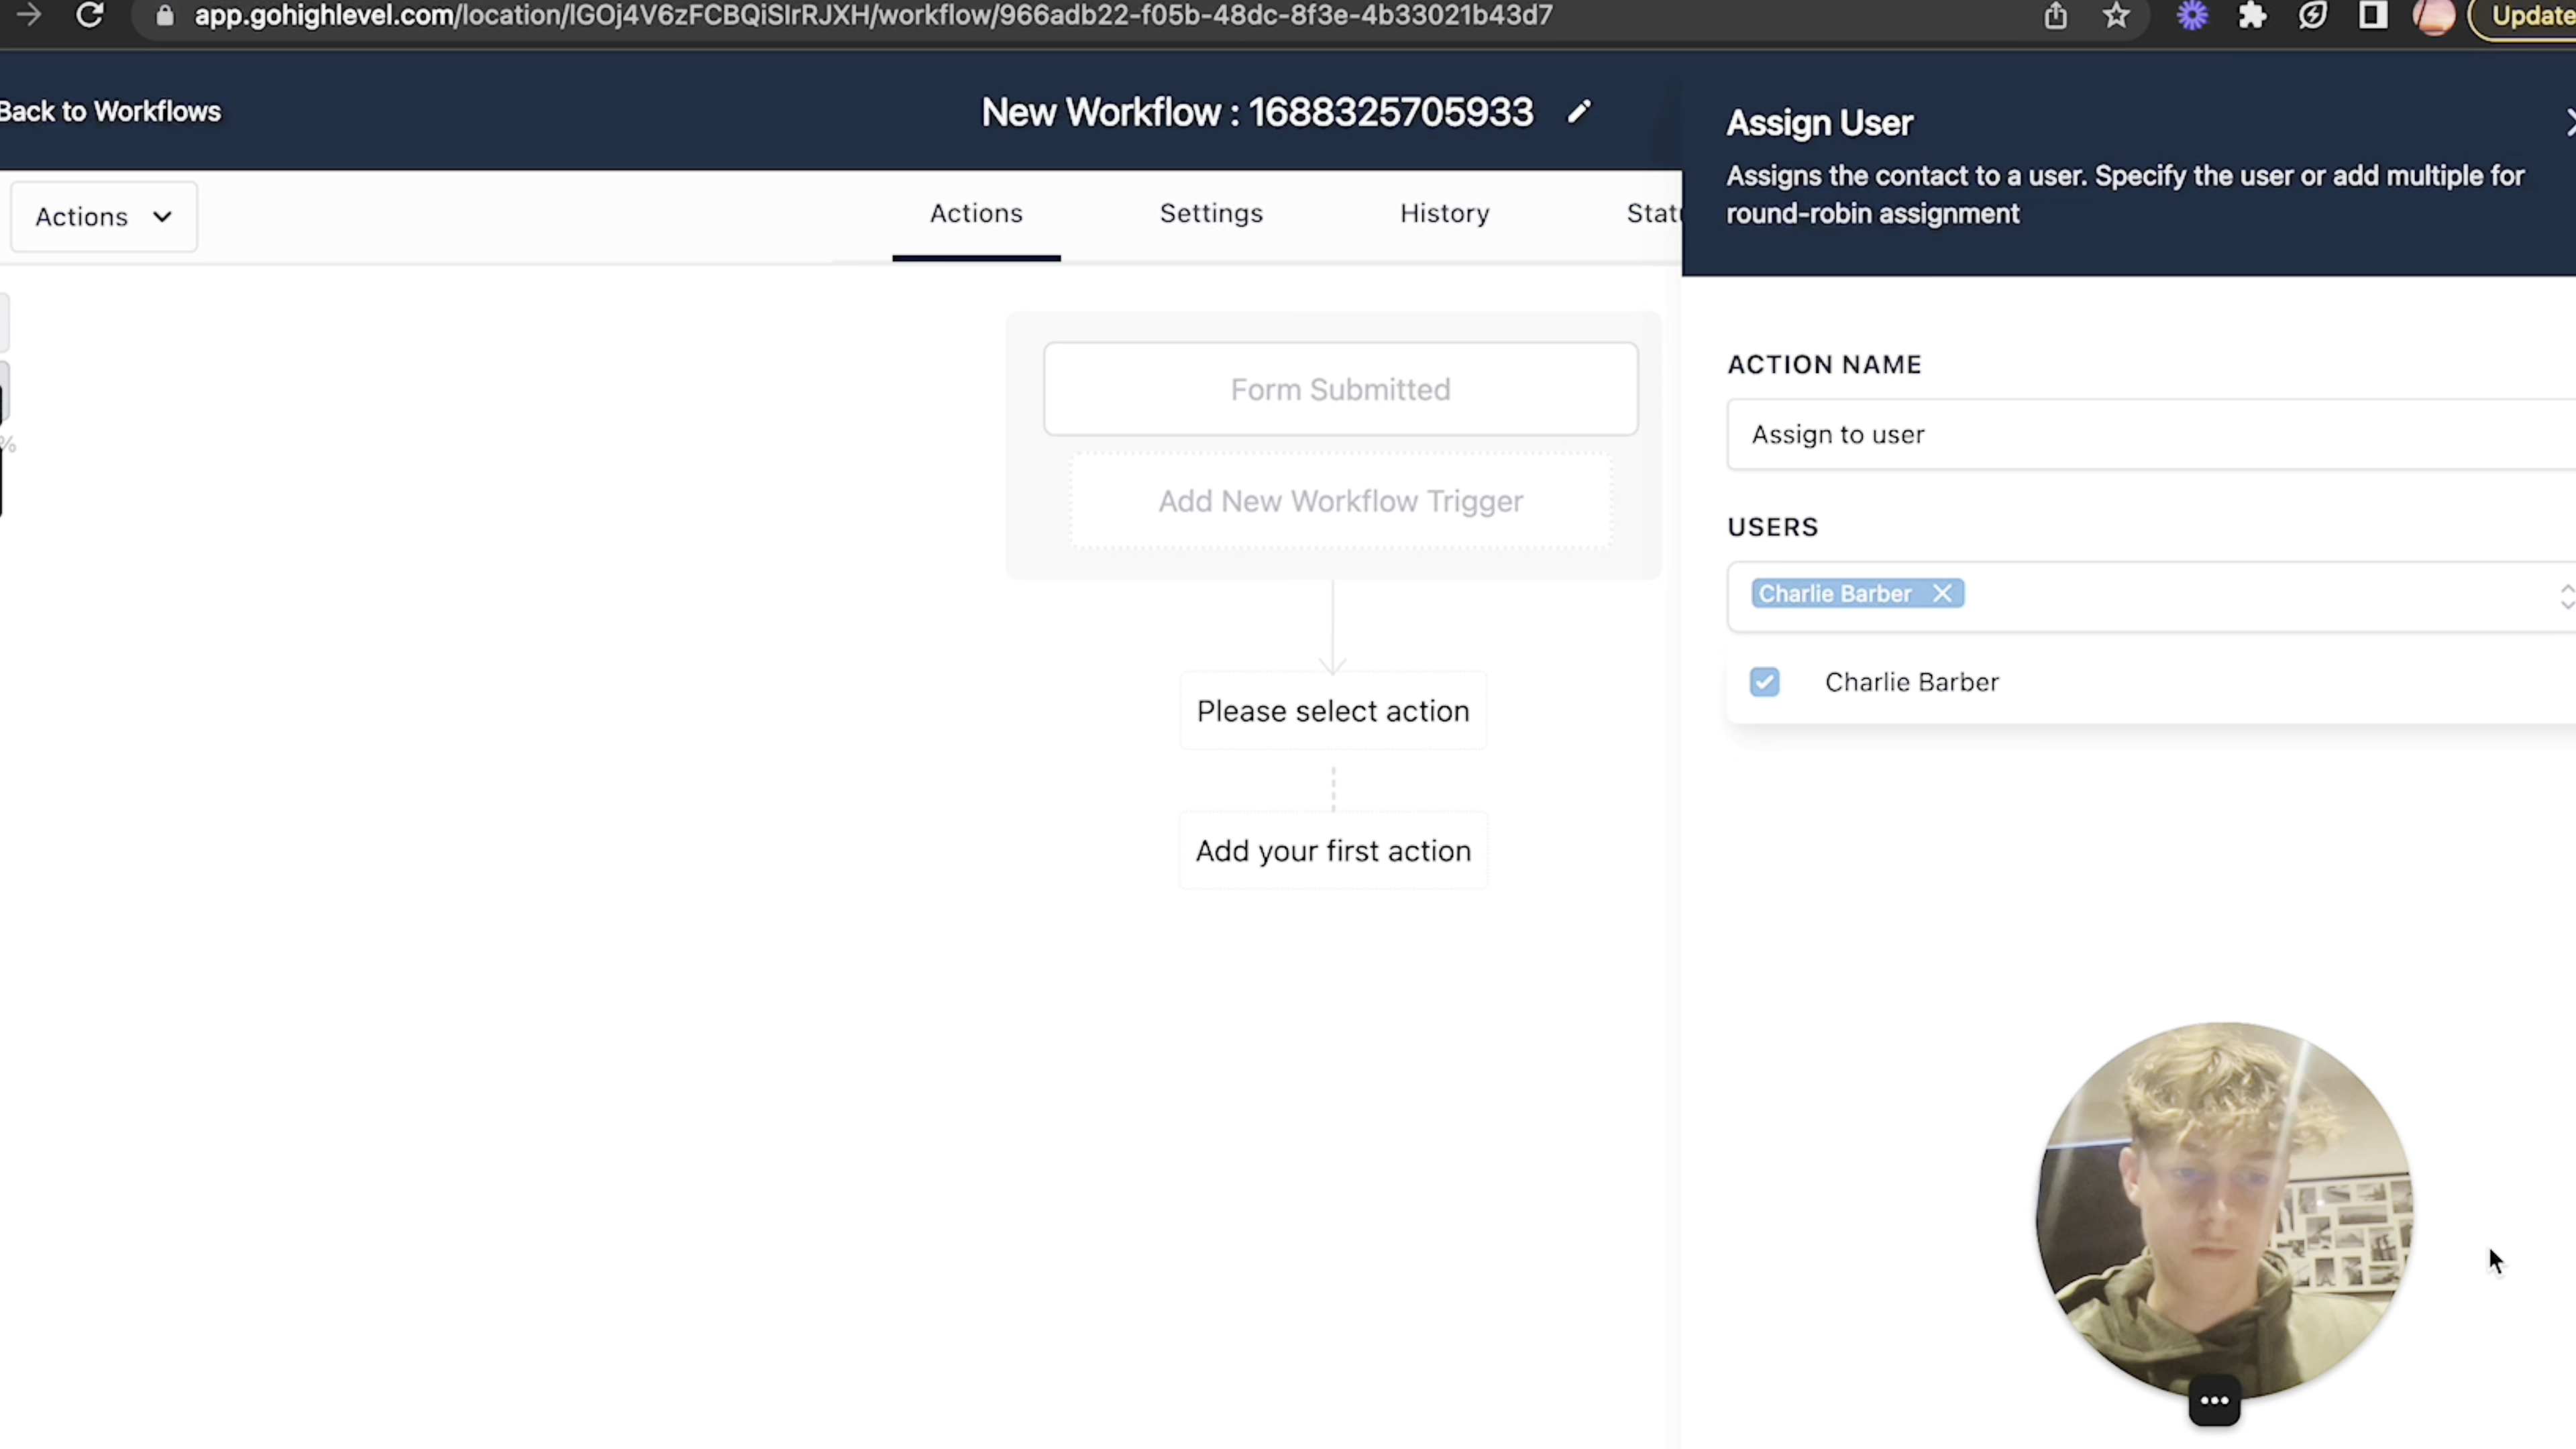 app.gohighlevel.com/location/lGOj4V6zFCBQiSIrRJXH/workflow/966adb22-f05b-48dc-8f3e-4b33021b43d7
Update
Back to Workflows
New Workflow : 1688325705933
Actions
Actions
Settings
History
Stat
Assign User
Assigns the contact to a user. Specify the user or add multiple for
round-robin assignment
%
Form Submitted
Add New Workflow Trigger
Please select action
Add your first action
ACTION NAME
Assign to user
USERS
Charlie Barber
Charlie Barber